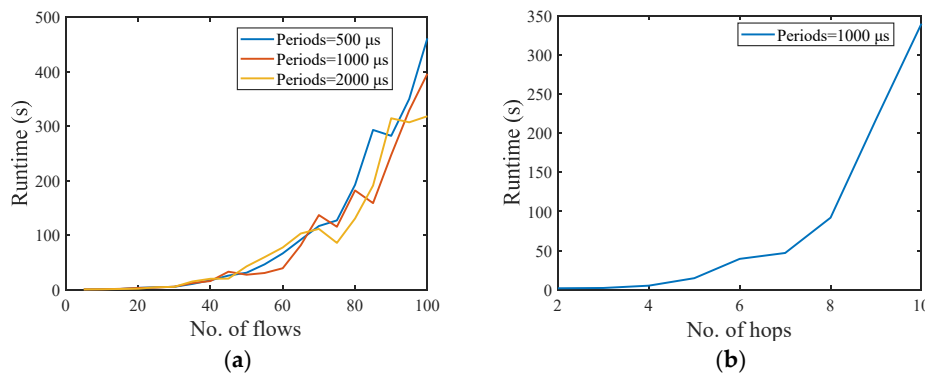 500
400
300
200
100
0
Runtime (s)
Periods=500 μs
Periods=1000 μs
Periods=2000 μs
0 20 40 60 80 100
No. of flows
(a)
350
300
250
200
150
100
50
0
Runtime (s)
Periods=1000 μs
2 4 6 8 10
No. of hops
(b)